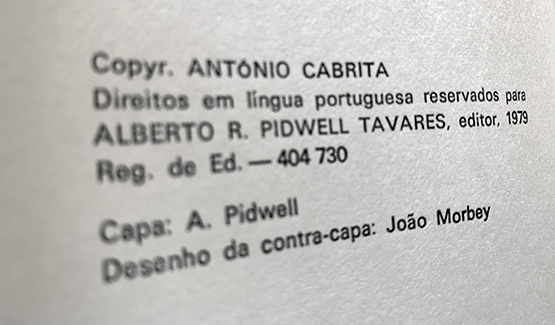 Copyr. ANTÓNIO CABRITA
Direitos em língua portuguesa reservados para
ALBERTO R. PIDWELL TAVARES, editor, 1979
Reg. de Ed. — 404 730
Capa: A. Pidwell
Desenho da contra-capa: João Morbey